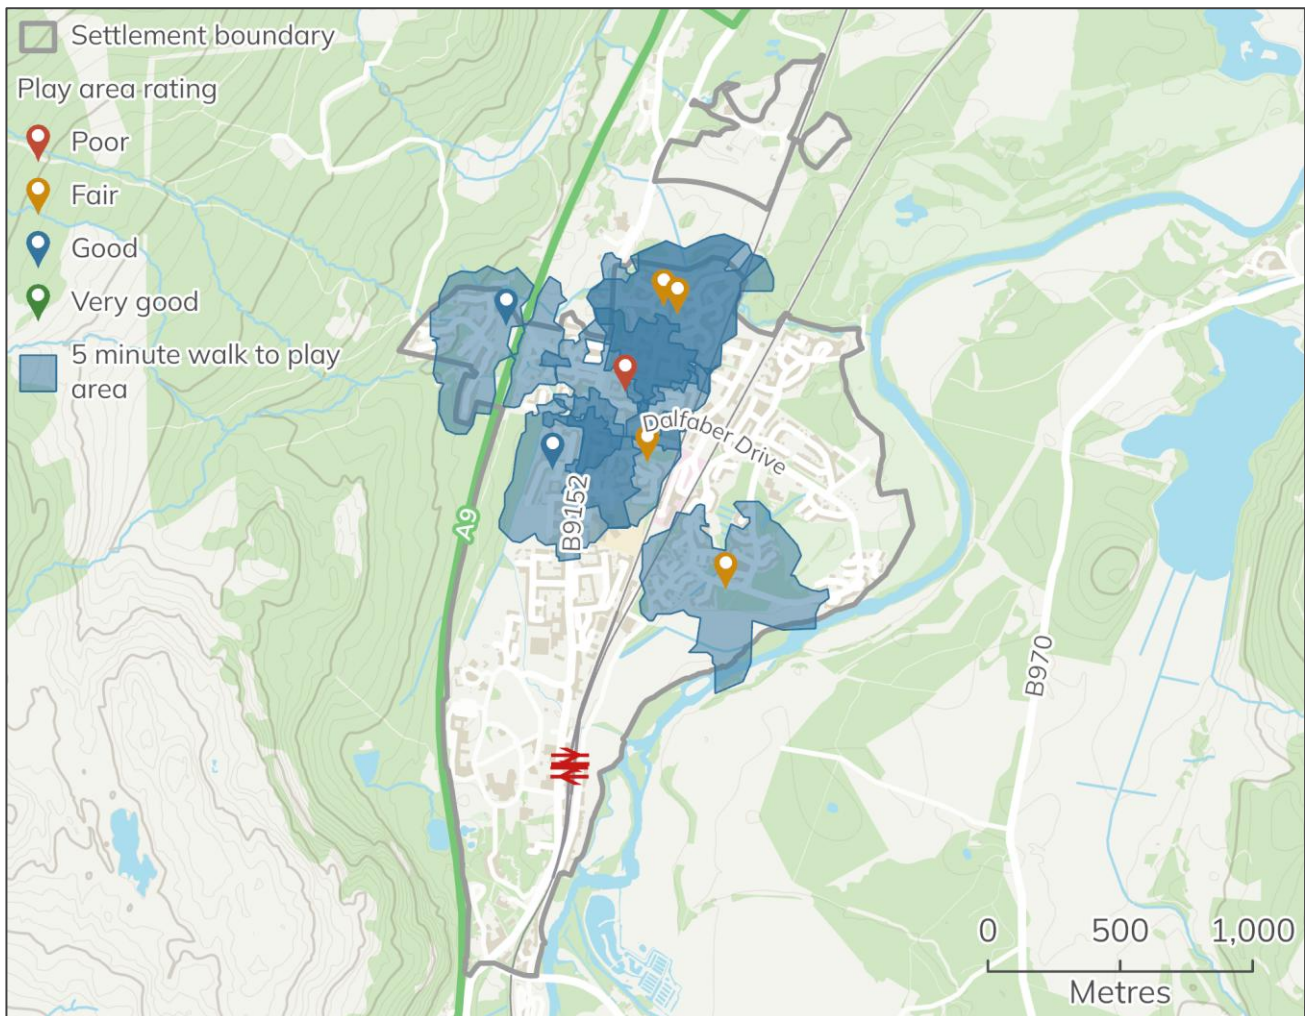 Settlement boundary
Play area rating
Poor
Fair
Good
Very good
5 minute walk to play
area
Dalfaber Drive
A9
B9152
B970
0 500 1,000
Metres